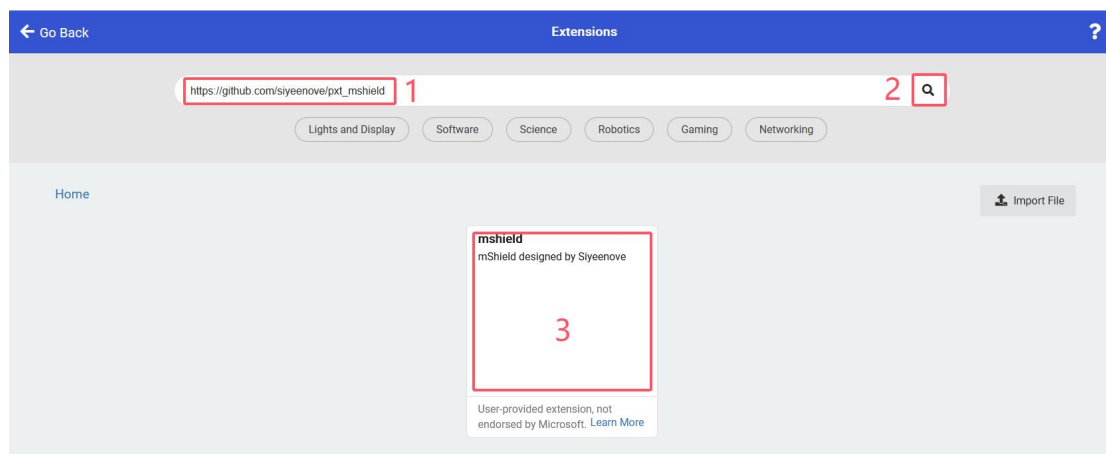 Go Back
Extensions
?
https://github.com/siyeenove/pxt_mshield
1
2
Lights and Display
Software
Science
Robotics
Gaming
Networking
Home
Import File
mshield
mShield designed by Siyeenove
3
User-provided extension, not
endorsed by Microsoft. Learn More